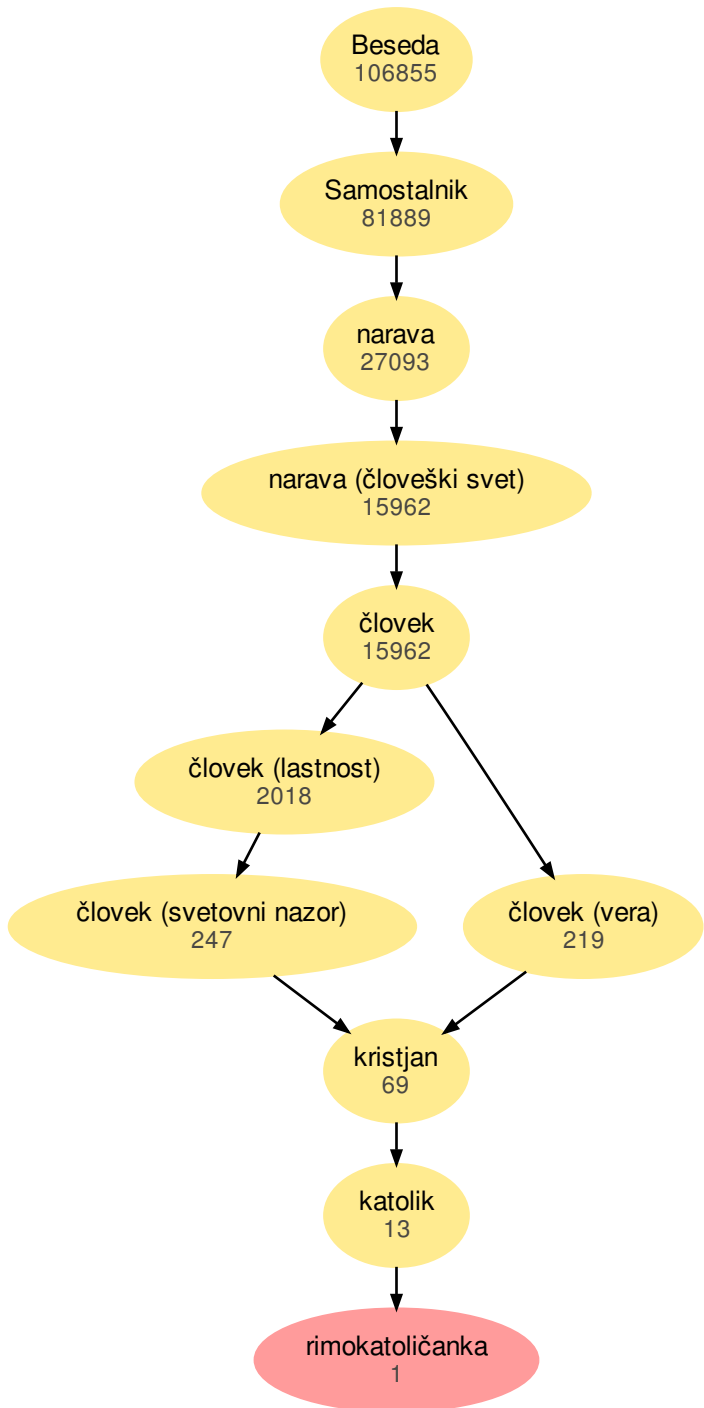 Beseda
106855
Samostalnik
81889
narava
27093
narava (človeški svet)
15962
človek
15962
človek (lastnost)
2018
človek (svetovni nazor)
247
človek (vera)
219
kristjan
69
katolik
13
rimokatoličanka
1